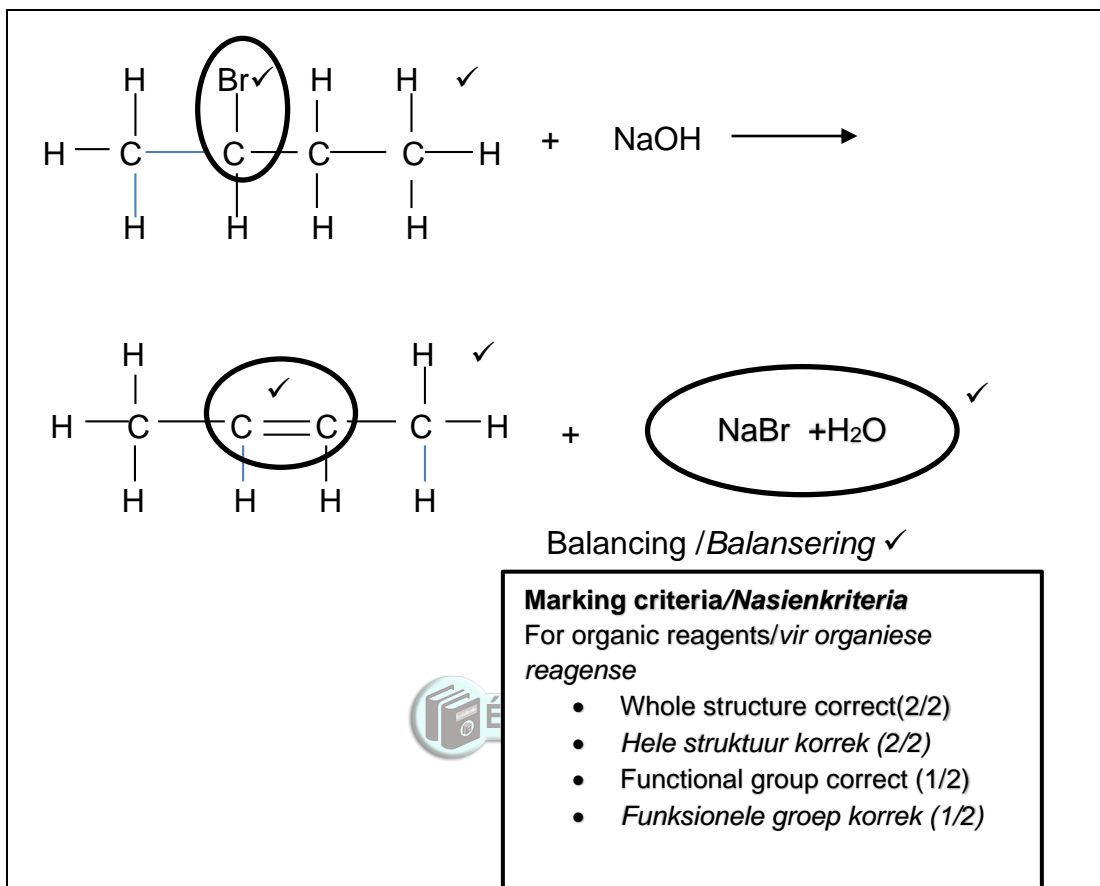 H Br✓ H H ✓
H C C C C H + NaOH
H H H H
H H ✓
✓
H C C C C H + NaBr +H₂O ✓
H H H H
Balancing /Balansering ✓
Marking criteria/Nasienkriteria
For organic reagents/vir organiese
reagense
• Whole structure correct(2/2)
• Hele struktuur korrek (2/2)
• Functional group correct (1/2)
• Funksionele groep korrek (1/2)